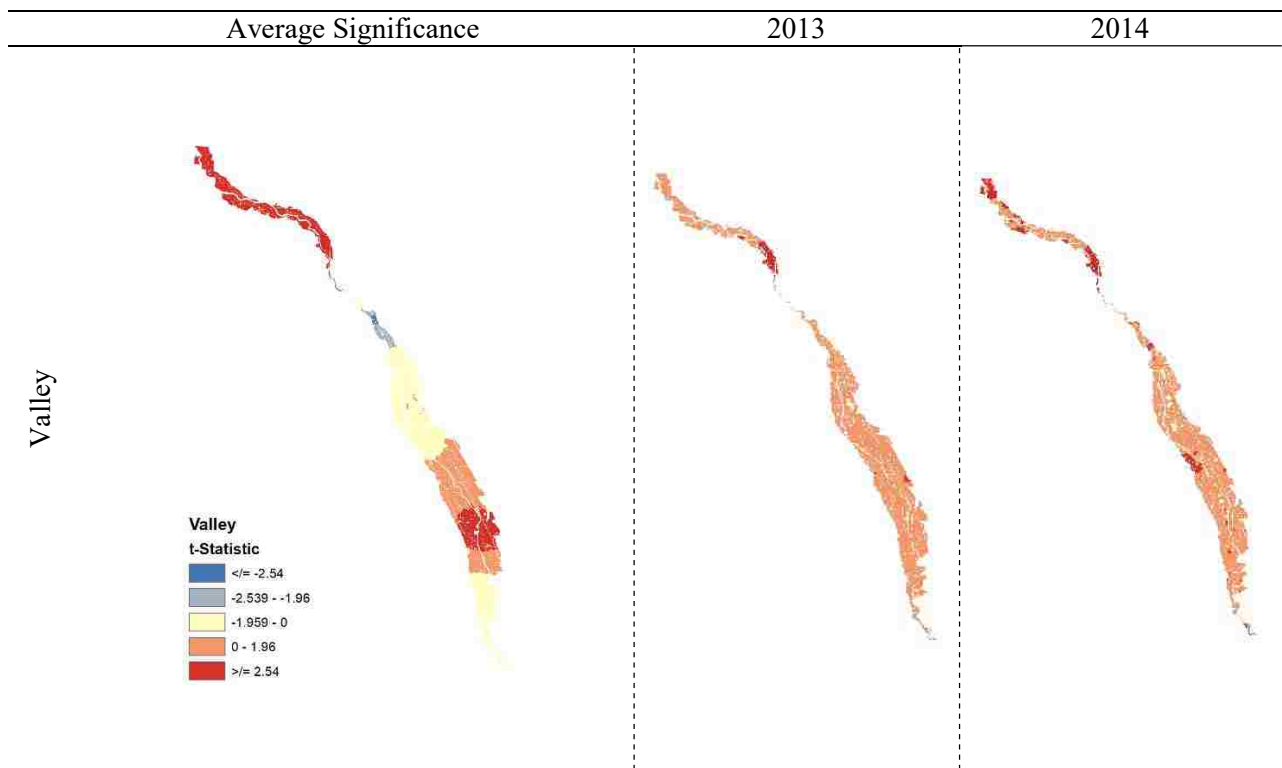 Average Significance 2013 2014
Valley
Valley
t-Statistic
</= -2.54
-2.539 - -1.96
-1.959 - 0
0 - 1.96
>/= 2.54